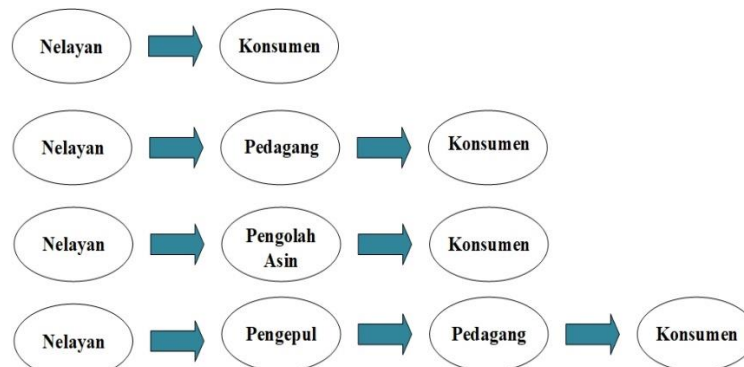 Nelayan Konsumen
Nelayan Pedagang Konsumen
Nelayan Pengolah Asin Konsumen
Nelayan Pengepul Pedagang Konsumen